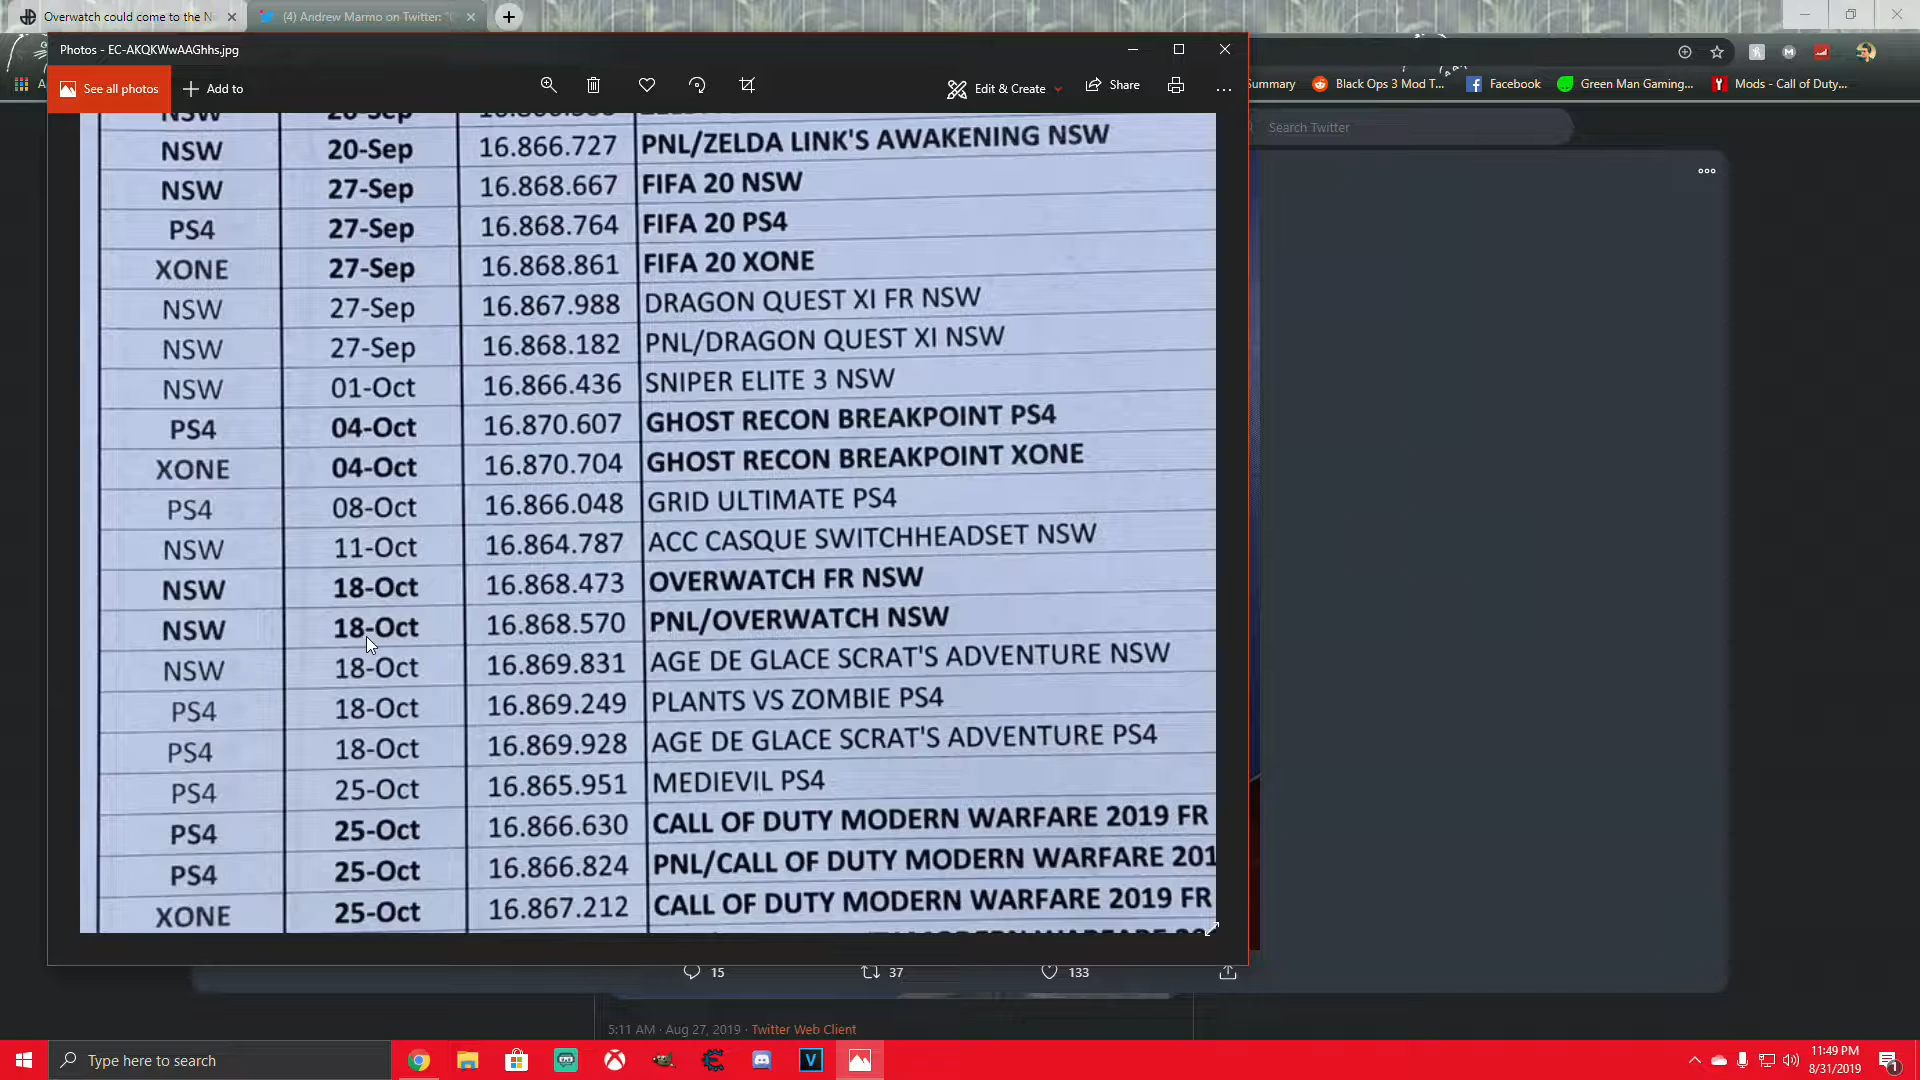 Overwatch could come to the N
(4) Andrew Marmo on Twitter: "
Photos - EC-AKQKWwAAGhhs.jpg
See all photos
Add to
Edit & Create
Share
Summary
Black Ops 3 Mod T...
Facebook
Green Man Gaming...
Mods - Call of Duty...
Search Twitter
NSW 20-Sep 16.866.727 PNL/ZELDA LINK'S AWAKENING NSW
NSW 27-Sep 16.868.667 FIFA 20 NSW
PS4 27-Sep 16.868.764 FIFA 20 PS4
XONE 27-Sep 16.868.861 FIFA 20 XONE
NSW 27-Sep 16.867.988 DRAGON QUEST XI FR NSW
NSW 27-Sep 16.868.182 PNL/DRAGON QUEST XI NSW
NSW 01-Oct 16.866.436 SNIPER ELITE 3 NSW
PS4 04-Oct 16.870.607 GHOST RECON BREAKPOINT PS4
XONE 04-Oct 16.870.704 GHOST RECON BREAKPOINT XONE
PS4 08-Oct 16.866.048 GRID ULTIMATE PS4
NSW 11-Oct 16.864.787 ACC CASQUE SWITCHHEADSET NSW
NSW 18-Oct 16.868.473 OVERWATCH FR NSW
NSW 18-Oct 16.868.570 PNL/OVERWATCH NSW
NSW 18-Oct 16.869.831 AGE DE GLACE SCRAT'S ADVENTURE NSW
PS4 18-Oct 16.869.249 PLANTS VS ZOMBIE PS4
PS4 18-Oct 16.869.928 AGE DE GLACE SCRAT'S ADVENTURE PS4
PS4 25-Oct 16.865.951 MEDIEVIL PS4
PS4 25-Oct 16.866.630 CALL OF DUTY MODERN WARFARE 2019 FR
PS4 25-Oct 16.866.824 PNL/CALL OF DUTY MODERN WARFARE 201
XONE 25-Oct 16.867.212 CALL OF DUTY MODERN WARFARE 2019 FR
15 37 133
5:11 AM · Aug 27, 2019 · Twitter Web Client
Type here to search
11:49 PM
8/31/2019
1